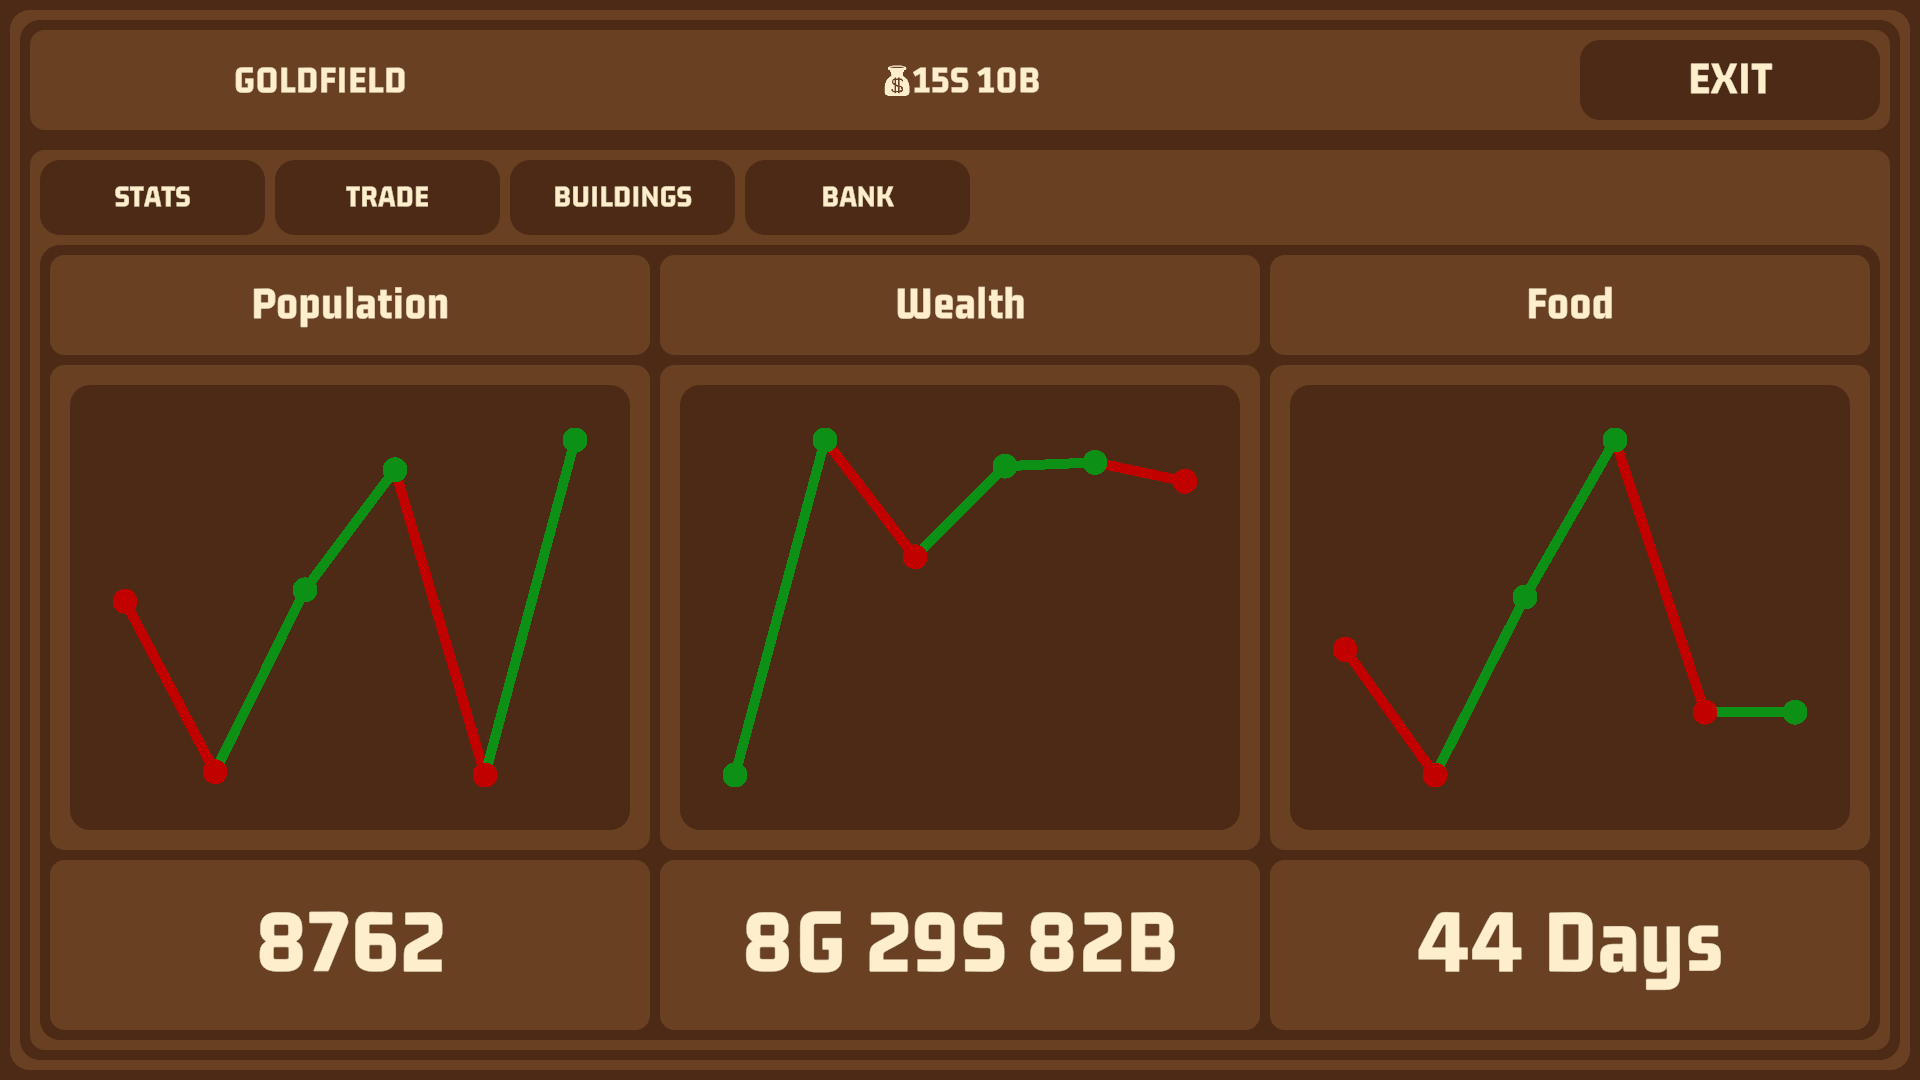 GOLDFIELD
15S 10B
EXIT
STATS
TRADE
BUILDINGS
BANK
Population
Wealth
Food
8762
8G 29S 82B
44 Days